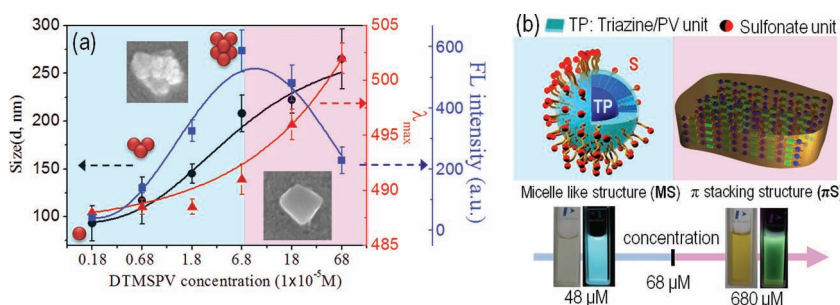 (a)
300
250
200
150
100
Size(d, nm)
0.18 0.68 1.8 6.8 18 68
DTMSPV concentration (1x10⁻⁵M)
505
500
495
490
485
λmax
600
400
200
0
FL intensity (a.u.)
(b)
TP: Triazine/PV unit
Sulfonate unit
S
TP
Micelle like structure (MS)
π stacking structure (πS
concentration
68 µM
48 µM
680 µM